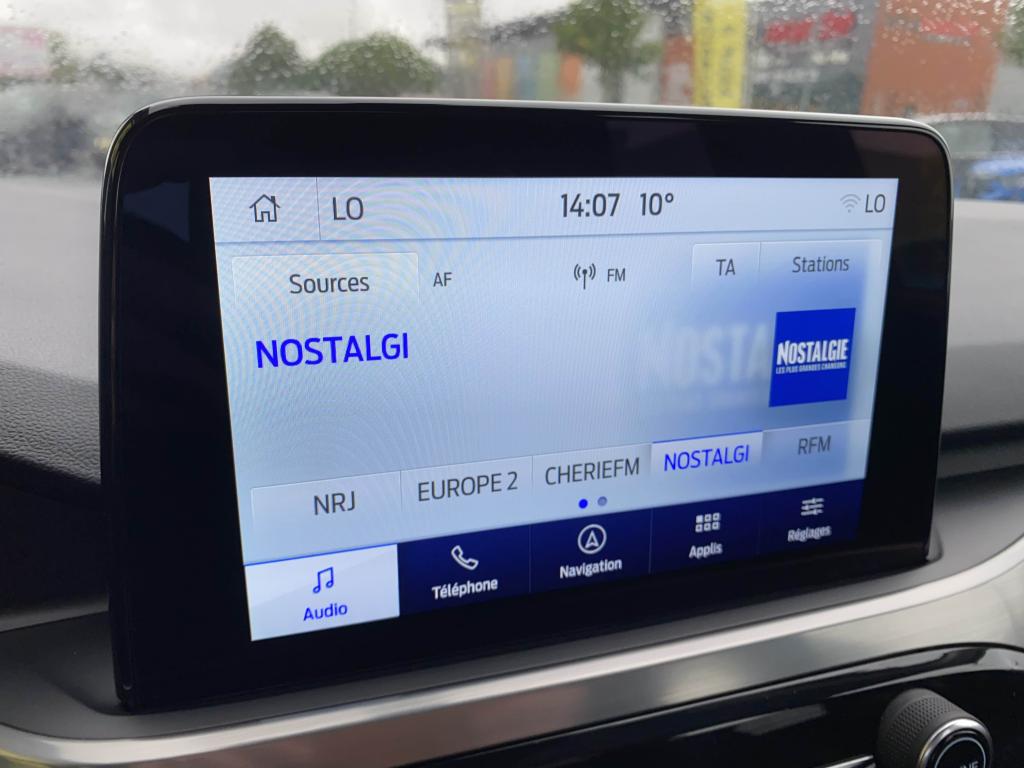 LO 14:07 10° LO
Sources AF FM TA Stations
NOSTALGI
NOSTALGIE
LES PLUS GRANDES CHANSONS
NRJ EUROPE 2 CHERIEFM NOSTALGI RFM
Audio Téléphone Navigation Applis Réglages